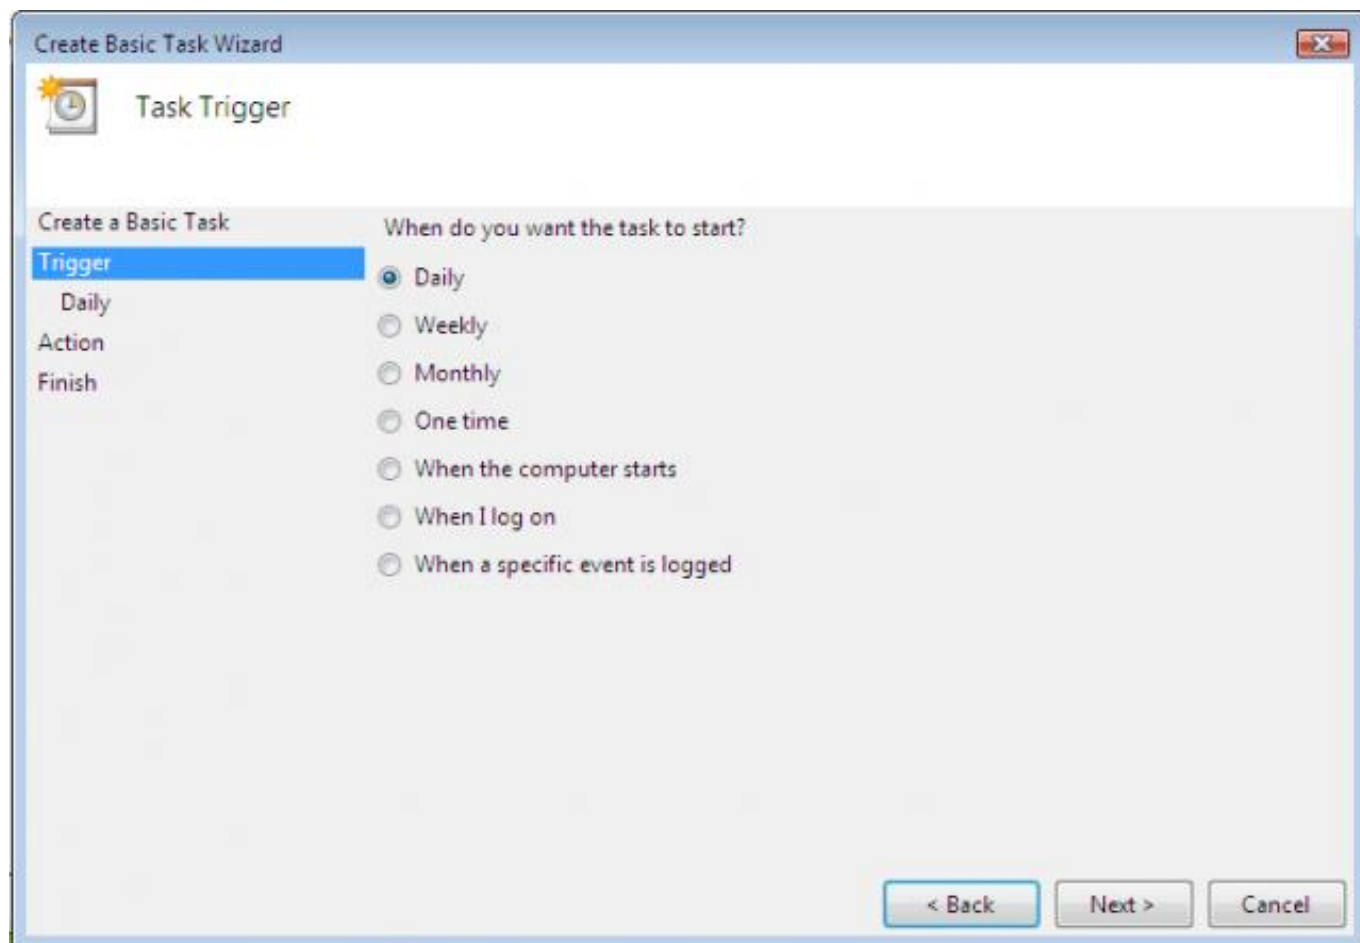 Create Basic Task Wizard
Task Trigger
Create a Basic Task
Trigger
Daily
Action
Finish
When do you want the task to start?
Daily
Weekly
Monthly
One time
When the computer starts
When I log on
When a specific event is logged
< Back
Next >
Cancel